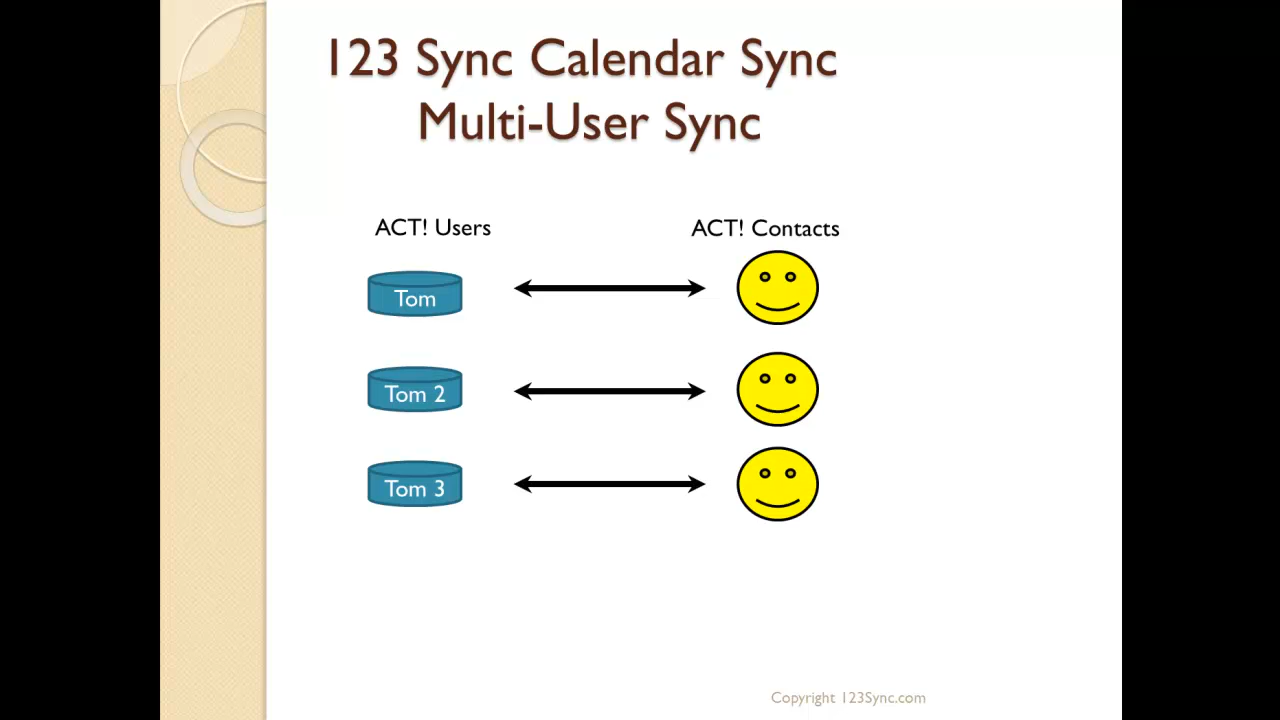 123 Sync Calendar Sync
Multi-User Sync
ACT! Users
ACT! Contacts
Tom
Tom 2
Tom 3
Copyright 123Sync.com